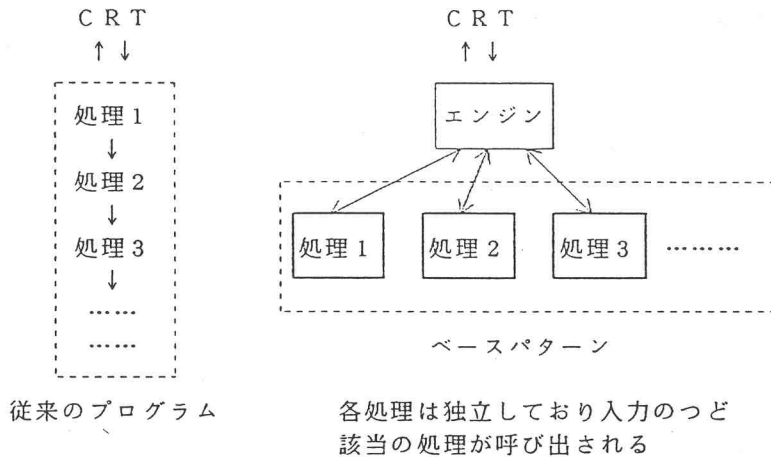 CRT
↑ ↓
処理1
↓
処理2
↓
処理3
↓
……
……
従来のプログラム
CRT
↑ ↓
エンジン
処理1
処理2
処理3
………
ベースパターン
各処理は独立しており入力のつど
該当の処理が呼び出される